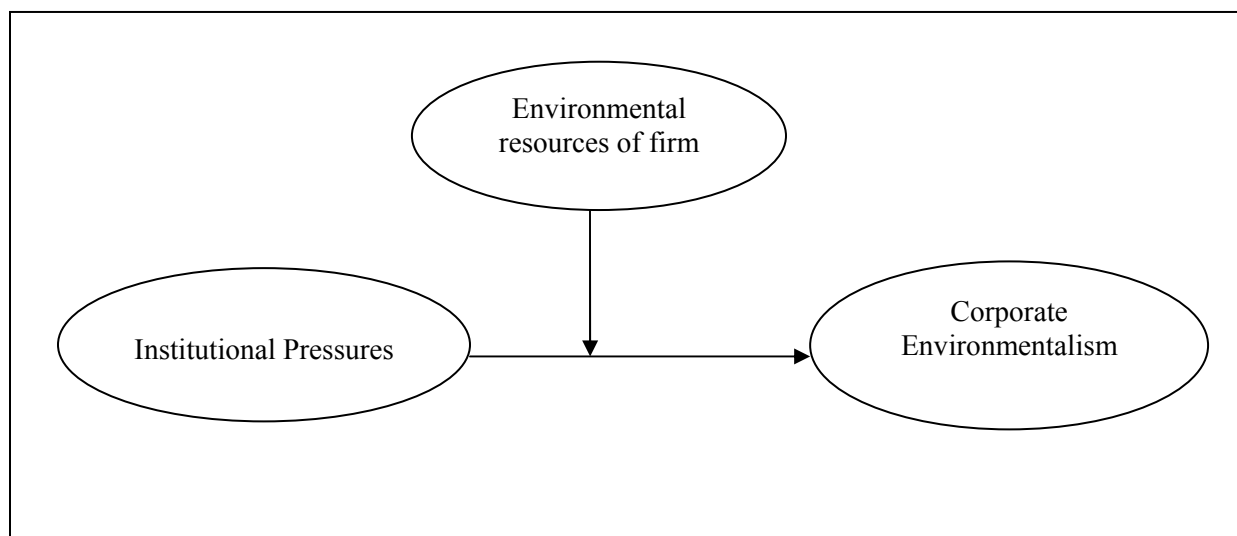 Environmental
resources of firm
Institutional Pressures
Corporate
Environmentalism